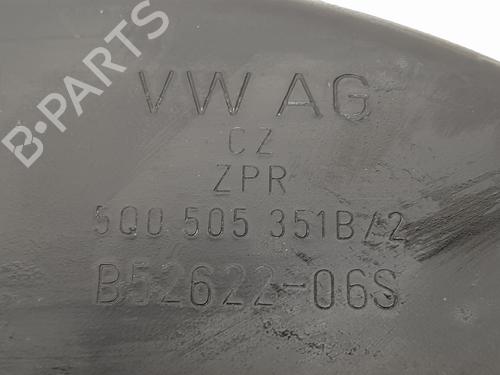 B-PARTS
VW AG
CZ
ZPR
5Q0 505 351B/2
B52622-06S